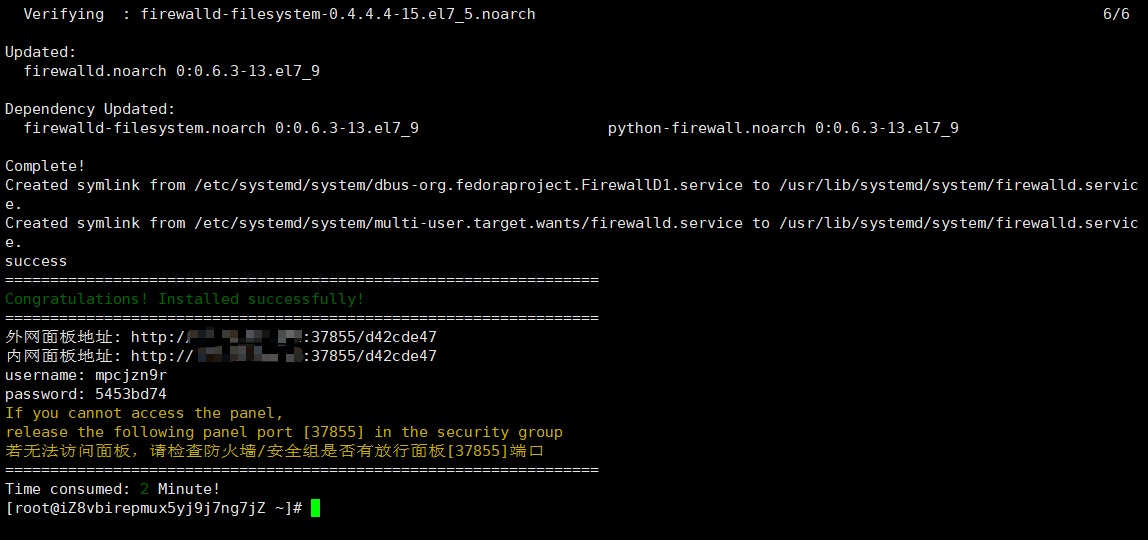 Verifying  : firewalld-filesystem-0.4.4.4-15.el7_5.noarch 6/6
Updated:
firewalld.noarch 0:0.6.3-13.el7_9
Dependency Updated:
firewalld-filesystem.noarch 0:0.6.3-13.el7_9 python-firewall.noarch 0:0.6.3-13.el7_9
Complete!
Created symlink from /etc/systemd/system/dbus-org.fedoraproject.FirewallD1.service to /usr/lib/systemd/system/firewalld.servic
e.
Created symlink from /etc/systemd/system/multi-user.target.wants/firewalld.service to /usr/lib/systemd/system/firewalld.servic
e.
success
==================================================================
Congratulations! Installed successfully!
==================================================================
外网面板地址: http:/ :37855/d42cde47
内网面板地址: http:// :37855/d42cde47
username: mpcjzn9r
password: 5453bd74
If you cannot access the panel,
release the following panel port [37855] in the security group
若无法访问面板，请检查防火墙/安全组是否有放行面板[37855]端口
==================================================================
Time consumed: 2 Minute!
[root@iZ8vbirepmux5yj9j7ng7jZ ~]#